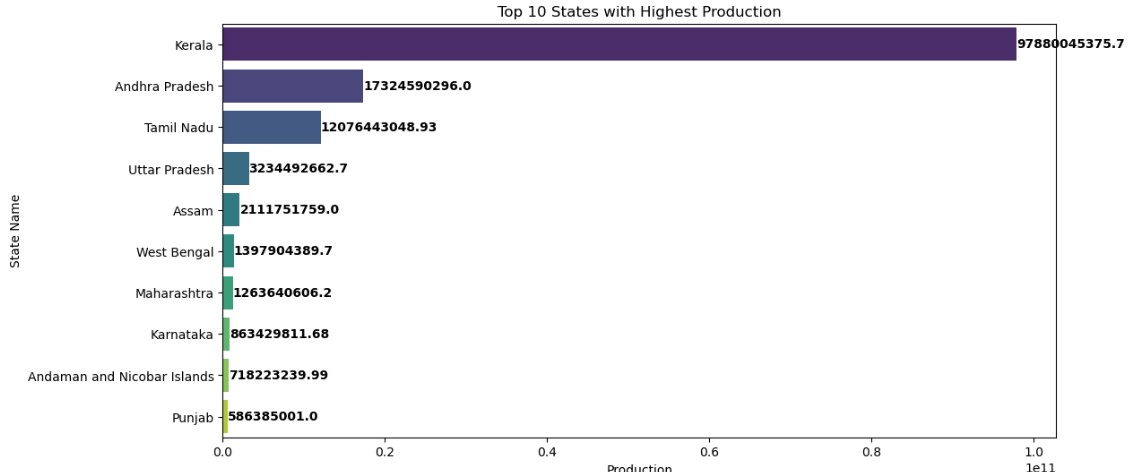 Top 10 States with Highest Production
State Name
Kerala 97880045375.7
Andhra Pradesh 17324590296.0
Tamil Nadu 12076443048.93
Uttar Pradesh 3234492662.7
Assam 2111751759.0
West Bengal 1397904389.7
Maharashtra 1263640606.2
Karnataka 863429811.68
Andaman and Nicobar Islands 718223239.99
Punjab 586385001.0
0.0 0.2 0.4 0.6 0.8 1.0
Production
1e11